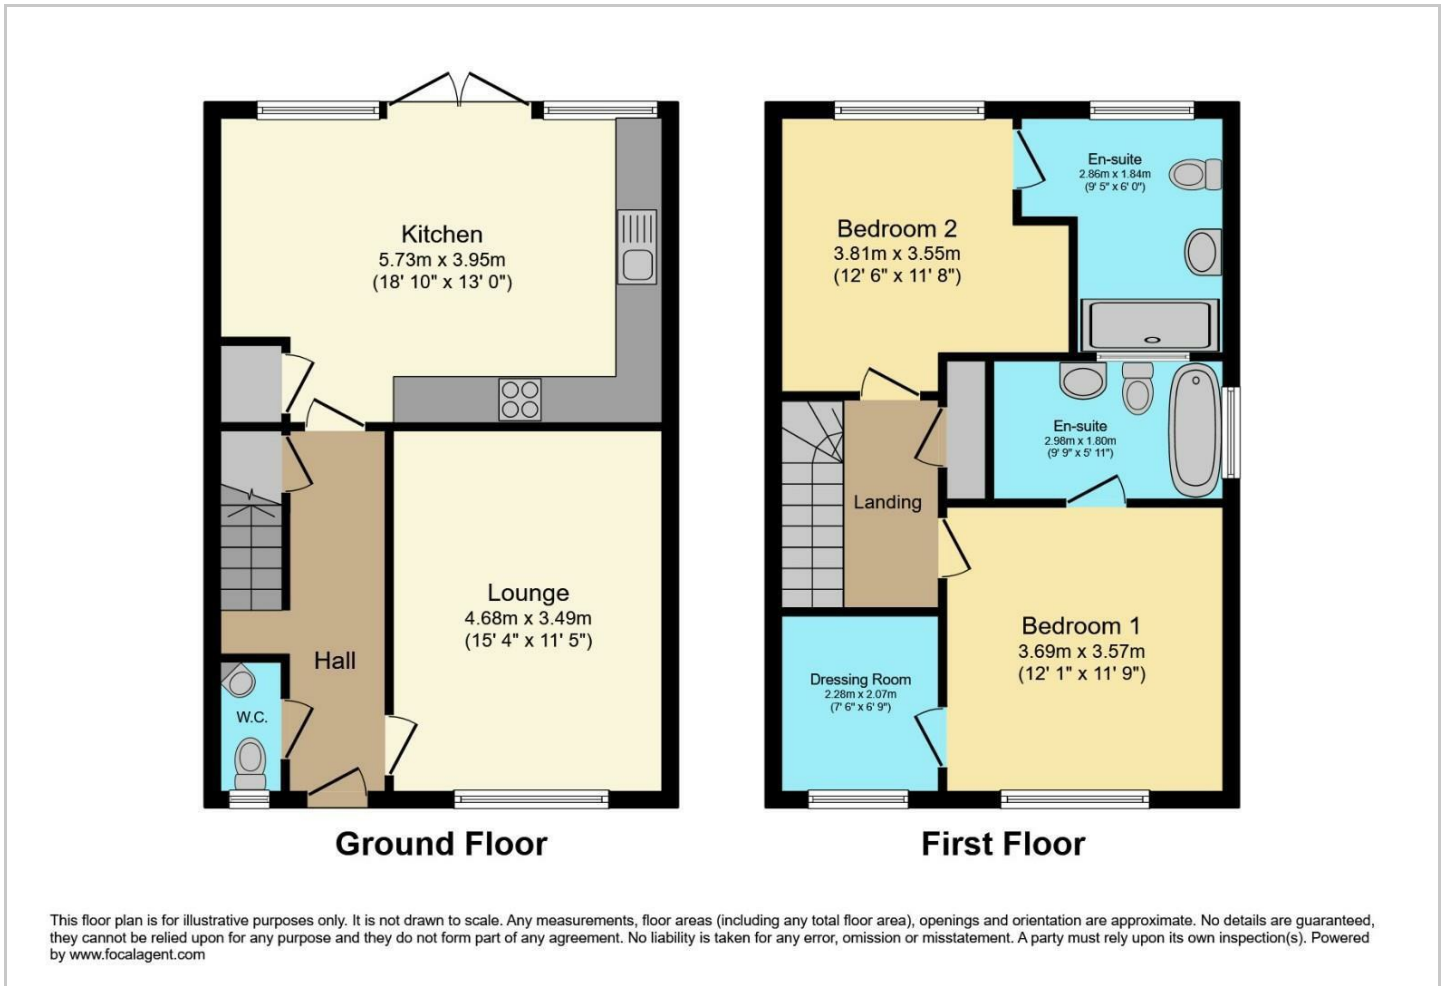 Kitchen
5.73m x 3.95m
(18' 10" x 13' 0")
Lounge
4.68m x 3.49m
(15' 4" x 11' 5")
Hall
W.C.
Ground Floor
En-suite
2.86m x 1.84m
(9' 5" x 6' 0")
Bedroom 2
3.81m x 3.55m
(12' 6" x 11' 8")
En-suite
2.98m x 1.80m
(9' 9" x 5' 11")
Landing
Bedroom 1
3.69m x 3.57m
(12' 1" x 11' 9")
Dressing Room
2.28m x 2.07m
(7' 6" x 6' 9")
First Floor
This floor plan is for illustrative purposes only. It is not drawn to scale. Any measurements, floor areas (including any total floor area), openings and orientation are approximate. No details are guaranteed,
they cannot be relied upon for any purpose and they do not form part of any agreement. No liability is taken for any error, omission or misstatement. A party must rely upon its own inspection(s). Powered
by www.focalagent.com